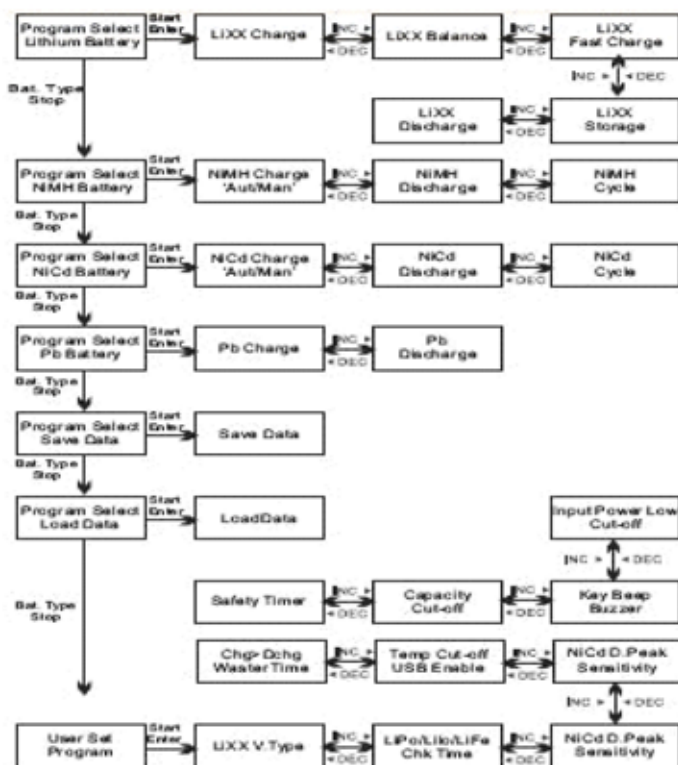 Program Select
Lithium Battery
Start
Enter
LiXX Charge
INC ►
◄ DEC
LiXX Balance
INC ►
◄ DEC
LiXX
Fast Charge
Bat. Type
Stop
INC ► ◄ DEC
LiXX
Discharge
INC ►
◄ DEC
LiXX
Storage
Program Select
NiMH Battery
Start
Enter
NiMH Charge
'Aut/Man'
INC ►
◄ DEC
NiMH
Discharge
INC ►
◄ DEC
NiMH
Cycle
Bat. Type
Stop
Program Select
NiCd Battery
Start
Enter
NiCd Charge
'Aut/Man'
INC ►
◄ DEC
NiCd
Discharge
INC ►
◄ DEC
NiCd
Cycle
Bat. Type
Stop
Program Select
Pb Battery
Start
Enter
Pb Charge
INC ►
◄ DEC
Pb
Discharge
Bat. Type
Stop
Program Select
Save Data
Start
Enter
Save Data
Bat. Type
Stop
Program Select
Load Data
Start
Enter
Load Data
Input Power Low
Cut-off
INC ► ◄ DEC
Bat. Type
Stop
Safety Timer
INC ►
◄ DEC
Capacity
Cut-off
INC ►
◄ DEC
Key Beep
Buzzer
Chg>Dchg
Waster Time
INC ►
◄ DEC
Temp Cut-off
USB Enable
INC ►
◄ DEC
NiCd D.Peak
Sensitivity
INC ► ◄ DEC
User Set
Program
Start
Enter
LiXX V.Type
INC ►
◄ DEC
LiPo/LiIo/LiFe
Chk Time
INC ►
◄ DEC
NiCd D.Peak
Sensitivity